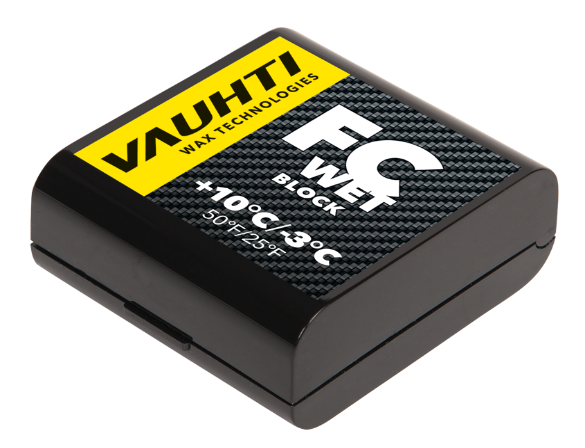 VAUHTI
WAX TECHNOLOGIES
FC
WET
BLOCK
+10°C/-3°C
50°F/25°F